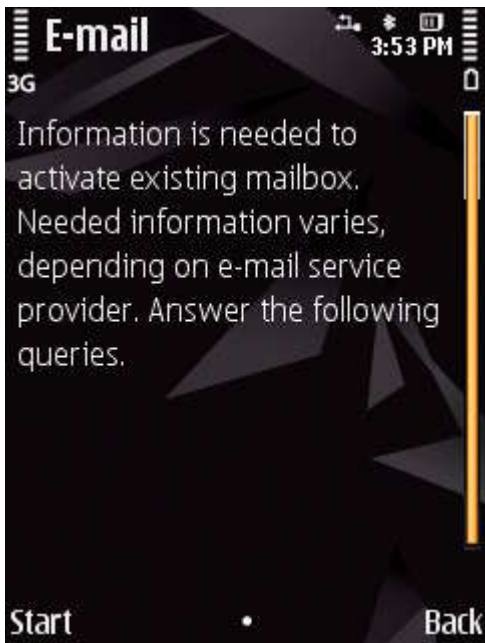 E-mail
3:53 PM
3G
Information is needed to
activate existing mailbox.
Needed information varies,
depending on e-mail service
provider. Answer the following
queries.
Start
Back